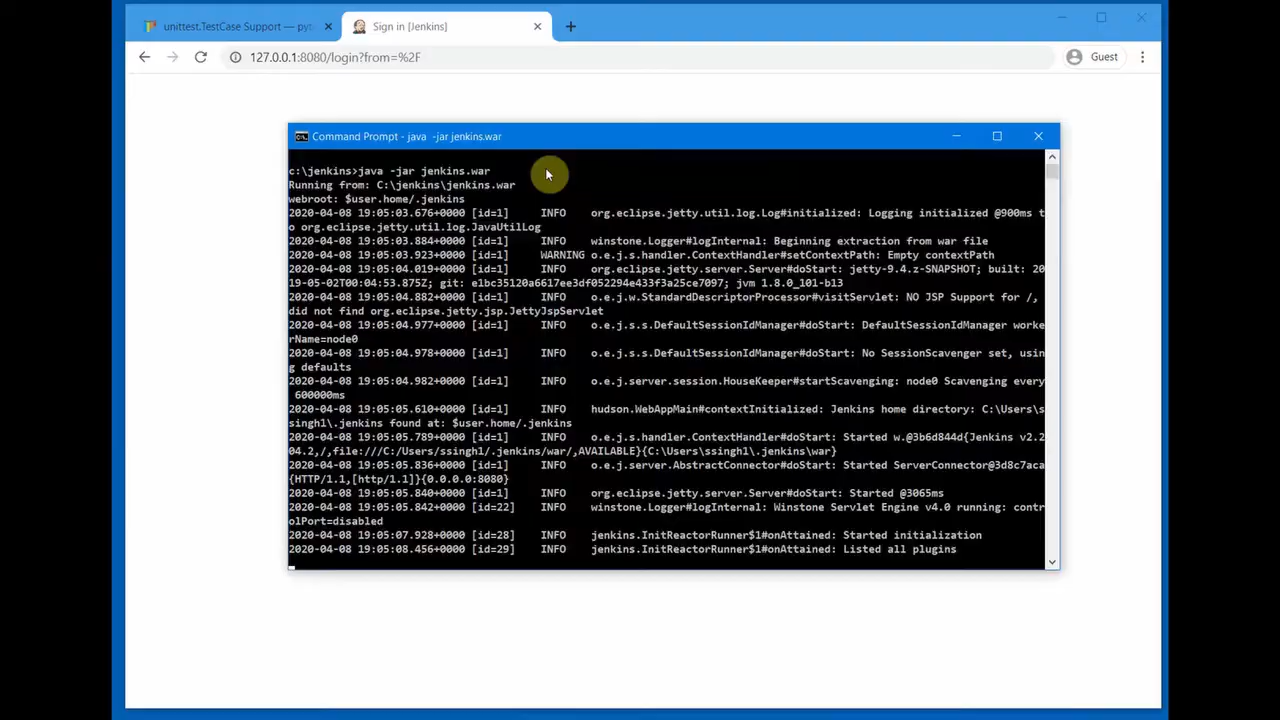 unittest.TestCase Support — pyt
Sign in [Jenkins]
127.0.0.1:8080/login?from=%2F
Guest
Command Prompt - java -jar jenkins.war
c:\jenkins>java -jar jenkins.war
Running from: C:\jenkins\jenkins.war
webroot: $user.home/.jenkins
2020-04-08 19:05:03.676+0000 [id=1] INFO org.eclipse.jetty.util.log.Log#initialized: Logging initialized @900ms t
o org.eclipse.jetty.util.log.JavaUtilLog
2020-04-08 19:05:03.884+0000 [id=1] INFO winstone.Logger#logInternal: Beginning extraction from war file
2020-04-08 19:05:03.923+0000 [id=1] WARNING o.e.j.s.handler.ContextHandler#setContextPath: Empty contextPath
2020-04-08 19:05:04.019+0000 [id=1] INFO org.eclipse.jetty.server.Server#doStart: jetty-9.4.z-SNAPSHOT; built: 20
19-05-02T00:04:53.875Z; git: e1bc35120a6617ee3df052294e433f3a25ce7097; jvm 1.8.0_101-b13
2020-04-08 19:05:04.882+0000 [id=1] INFO o.e.j.w.StandardDescriptorProcessor#visitServlet: NO JSP Support for /,
did not find org.eclipse.jetty.jsp.JettyJspServlet
2020-04-08 19:05:04.977+0000 [id=1] INFO o.e.j.s.s.DefaultSessionIdManager#doStart: DefaultSessionIdManager worke
rName=node0
2020-04-08 19:05:04.978+0000 [id=1] INFO o.e.j.s.s.DefaultSessionIdManager#doStart: No SessionScavenger set, usin
g defaults
2020-04-08 19:05:04.982+0000 [id=1] INFO o.e.j.server.session.HouseKeeper#startScavenging: node0 Scavenging every
600000ms
2020-04-08 19:05:05.610+0000 [id=1] INFO hudson.WebAppMain#contextInitialized: Jenkins home directory: C:\Users\s
singh1\.jenkins found at: $user.home/.jenkins
2020-04-08 19:05:05.789+0000 [id=1] INFO o.e.j.s.handler.ContextHandler#doStart: Started w.@3b6d844d{Jenkins v2.2
04.2,/,file:///C:/Users/ssingh1/.jenkins/war/,AVAILABLE}{C:\Users\ssingh1\.jenkins\war}
2020-04-08 19:05:05.836+0000 [id=1] INFO o.e.j.server.AbstractConnector#doStart: Started ServerConnector@3d8c7aca
{HTTP/1.1,[http/1.1]}{0.0.0.0:8080}
2020-04-08 19:05:05.840+0000 [id=1] INFO org.eclipse.jetty.server.Server#doStart: Started @3065ms
2020-04-08 19:05:05.842+0000 [id=22] INFO winstone.Logger#logInternal: Winstone Servlet Engine v4.0 running: contr
olPort=disabled
2020-04-08 19:05:07.928+0000 [id=28] INFO jenkins.InitReactorRunner$1#onAttained: Started initialization
2020-04-08 19:05:08.456+0000 [id=29] INFO jenkins.InitReactorRunner$1#onAttained: Listed all plugins